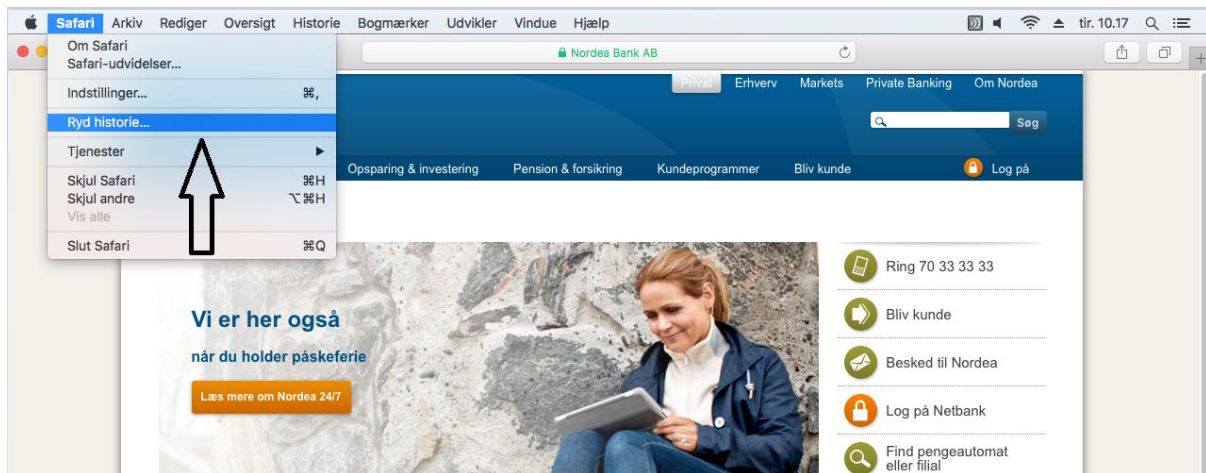 Safari Arkiv Rediger Oversigt Historie Bogmærker Udvikler Vindue Hjælp tir. 10.17
Om Safari
Safari-udvidelser...
Indstillinger... ⌘,
Ryd historie...
Tjenester ▶
Skjul Safari ⌘H
Skjul andre ⌥⌘H
Vis alle
Slut Safari ⌘Q
Nordea Bank AB
Privat Erhverv Markets Private Banking Om Nordea
Søg
Opsparing & investering Pension & forsikring Kundeprogrammer Bliv kunde Log på
Vi er her også
når du holder påskeferie
Læs mere om Nordea 24/7
Ring 70 33 33 33
Bliv kunde
Besked til Nordea
Log på Netbank
Find pengeautomat
eller filial